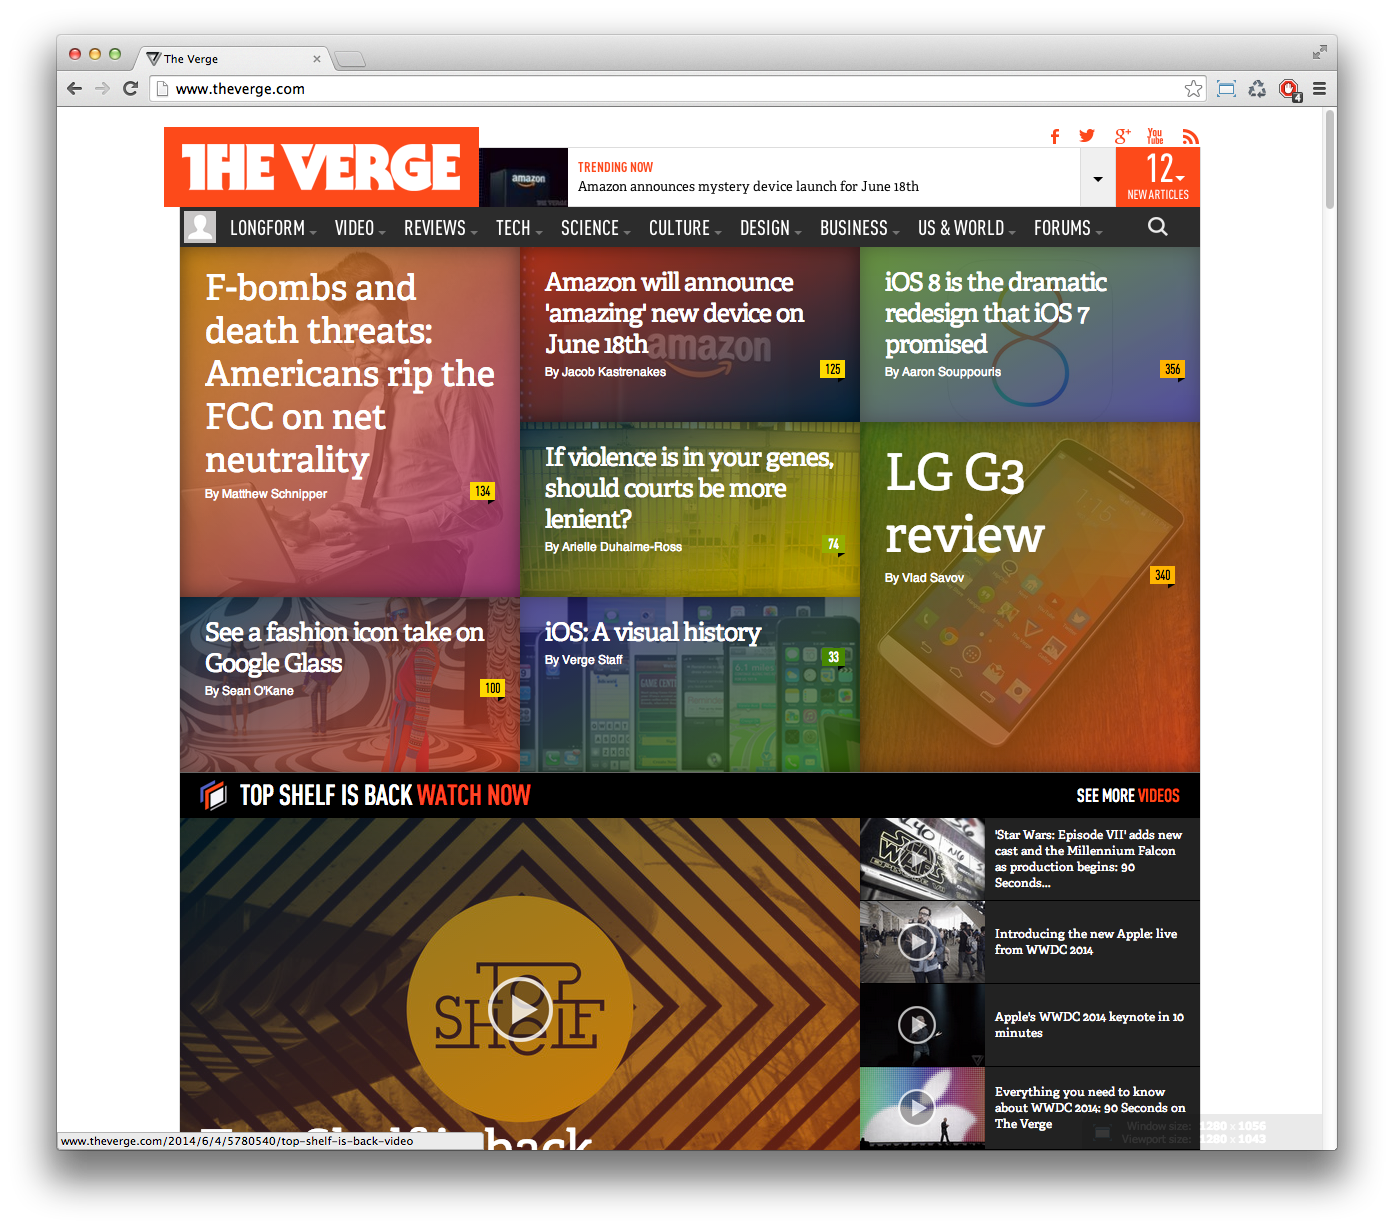 The Verge
www.theverge.com
4
THE VERGE
amazon
TRENDING NOW
Amazon announces mystery device launch for June 18th
12
NEW ARTICLES
LONGFORM VIDEO REVIEWS TECH SCIENCE CULTURE DESIGN BUSINESS US & WORLD FORUMS
F-bombs and
death threats:
Americans rip the
FCC on net
neutrality
By Matthew Schnipper
134
Amazon will announce
'amazing' new device on
June 18th
amazon
By Jacob Kastrenakes
125
iOS 8 is the dramatic
redesign that iOS 7
promised
By Aaron Souppouris
356
If violence is in your genes,
should courts be more
lenient?
By Arielle Duhaime-Ross
74
LG G3
review
By Vlad Savov
340
See a fashion icon take on
Google Glass
By Sean O'Kane
100
iOS: A visual history
By Verge Staff
33
TOP SHELF IS BACK WATCH NOW
SEE MORE VIDEOS
TOP
SHELF
Top Shelf is back
'Star Wars: Episode VII' adds new
cast and the Millennium Falcon
as production begins: 90
Seconds...
Introducing the new Apple: live
from WWDC 2014
Apple's WWDC 2014 keynote in 10
minutes
Everything you need to know
about WWDC 2014: 90 Seconds on
The Verge
www.theverge.com/2014/6/4/5780540/top-shelf-is-back-video
Window size: 1280 x 1056
Viewport size: 1280 x 1043